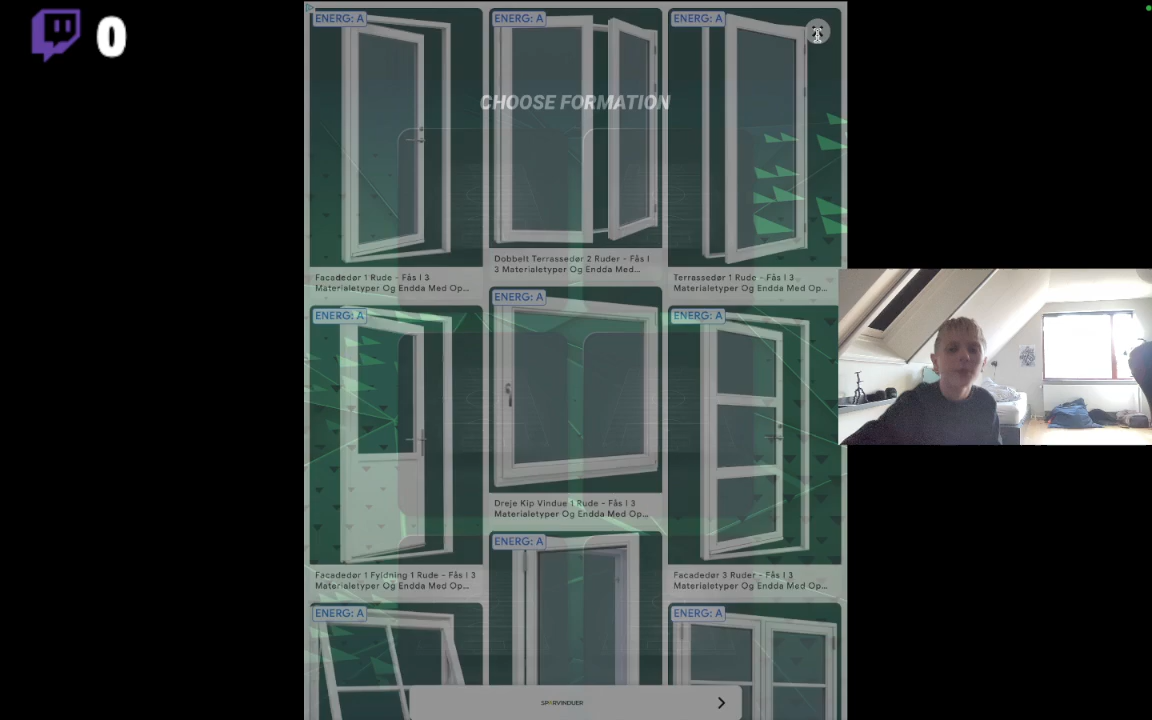 0
ENERG: A
ENERG: A
ENERG: A
CHOOSE FORMATION
Facadedør 1 Rude - Fås I 3
Materialetyper Og Endda Med Op...
Dobbelt Terrassedør 2 Ruder - Fås I
3 Materialetyper Og Endda Med...
Terrassedør 1 Rude - Fås I 3
Materialetyper Og Endda Med Op...
ENERG: A
ENERG: A
ENERG: A
Dreje Kip Vindue 1 Rude - Fås I 3
Materialetyper Og Endda Med Op...
Facadedør 1 Fyldning 1 Rude - Fås I 3
Materialetyper Og Endda Med Op...
ENERG: A
Facadedør 3 Ruder - Fås I 3
Materialetyper Og Endda Med Op...
ENERG: A
ENERG: A
SPARVINDUER